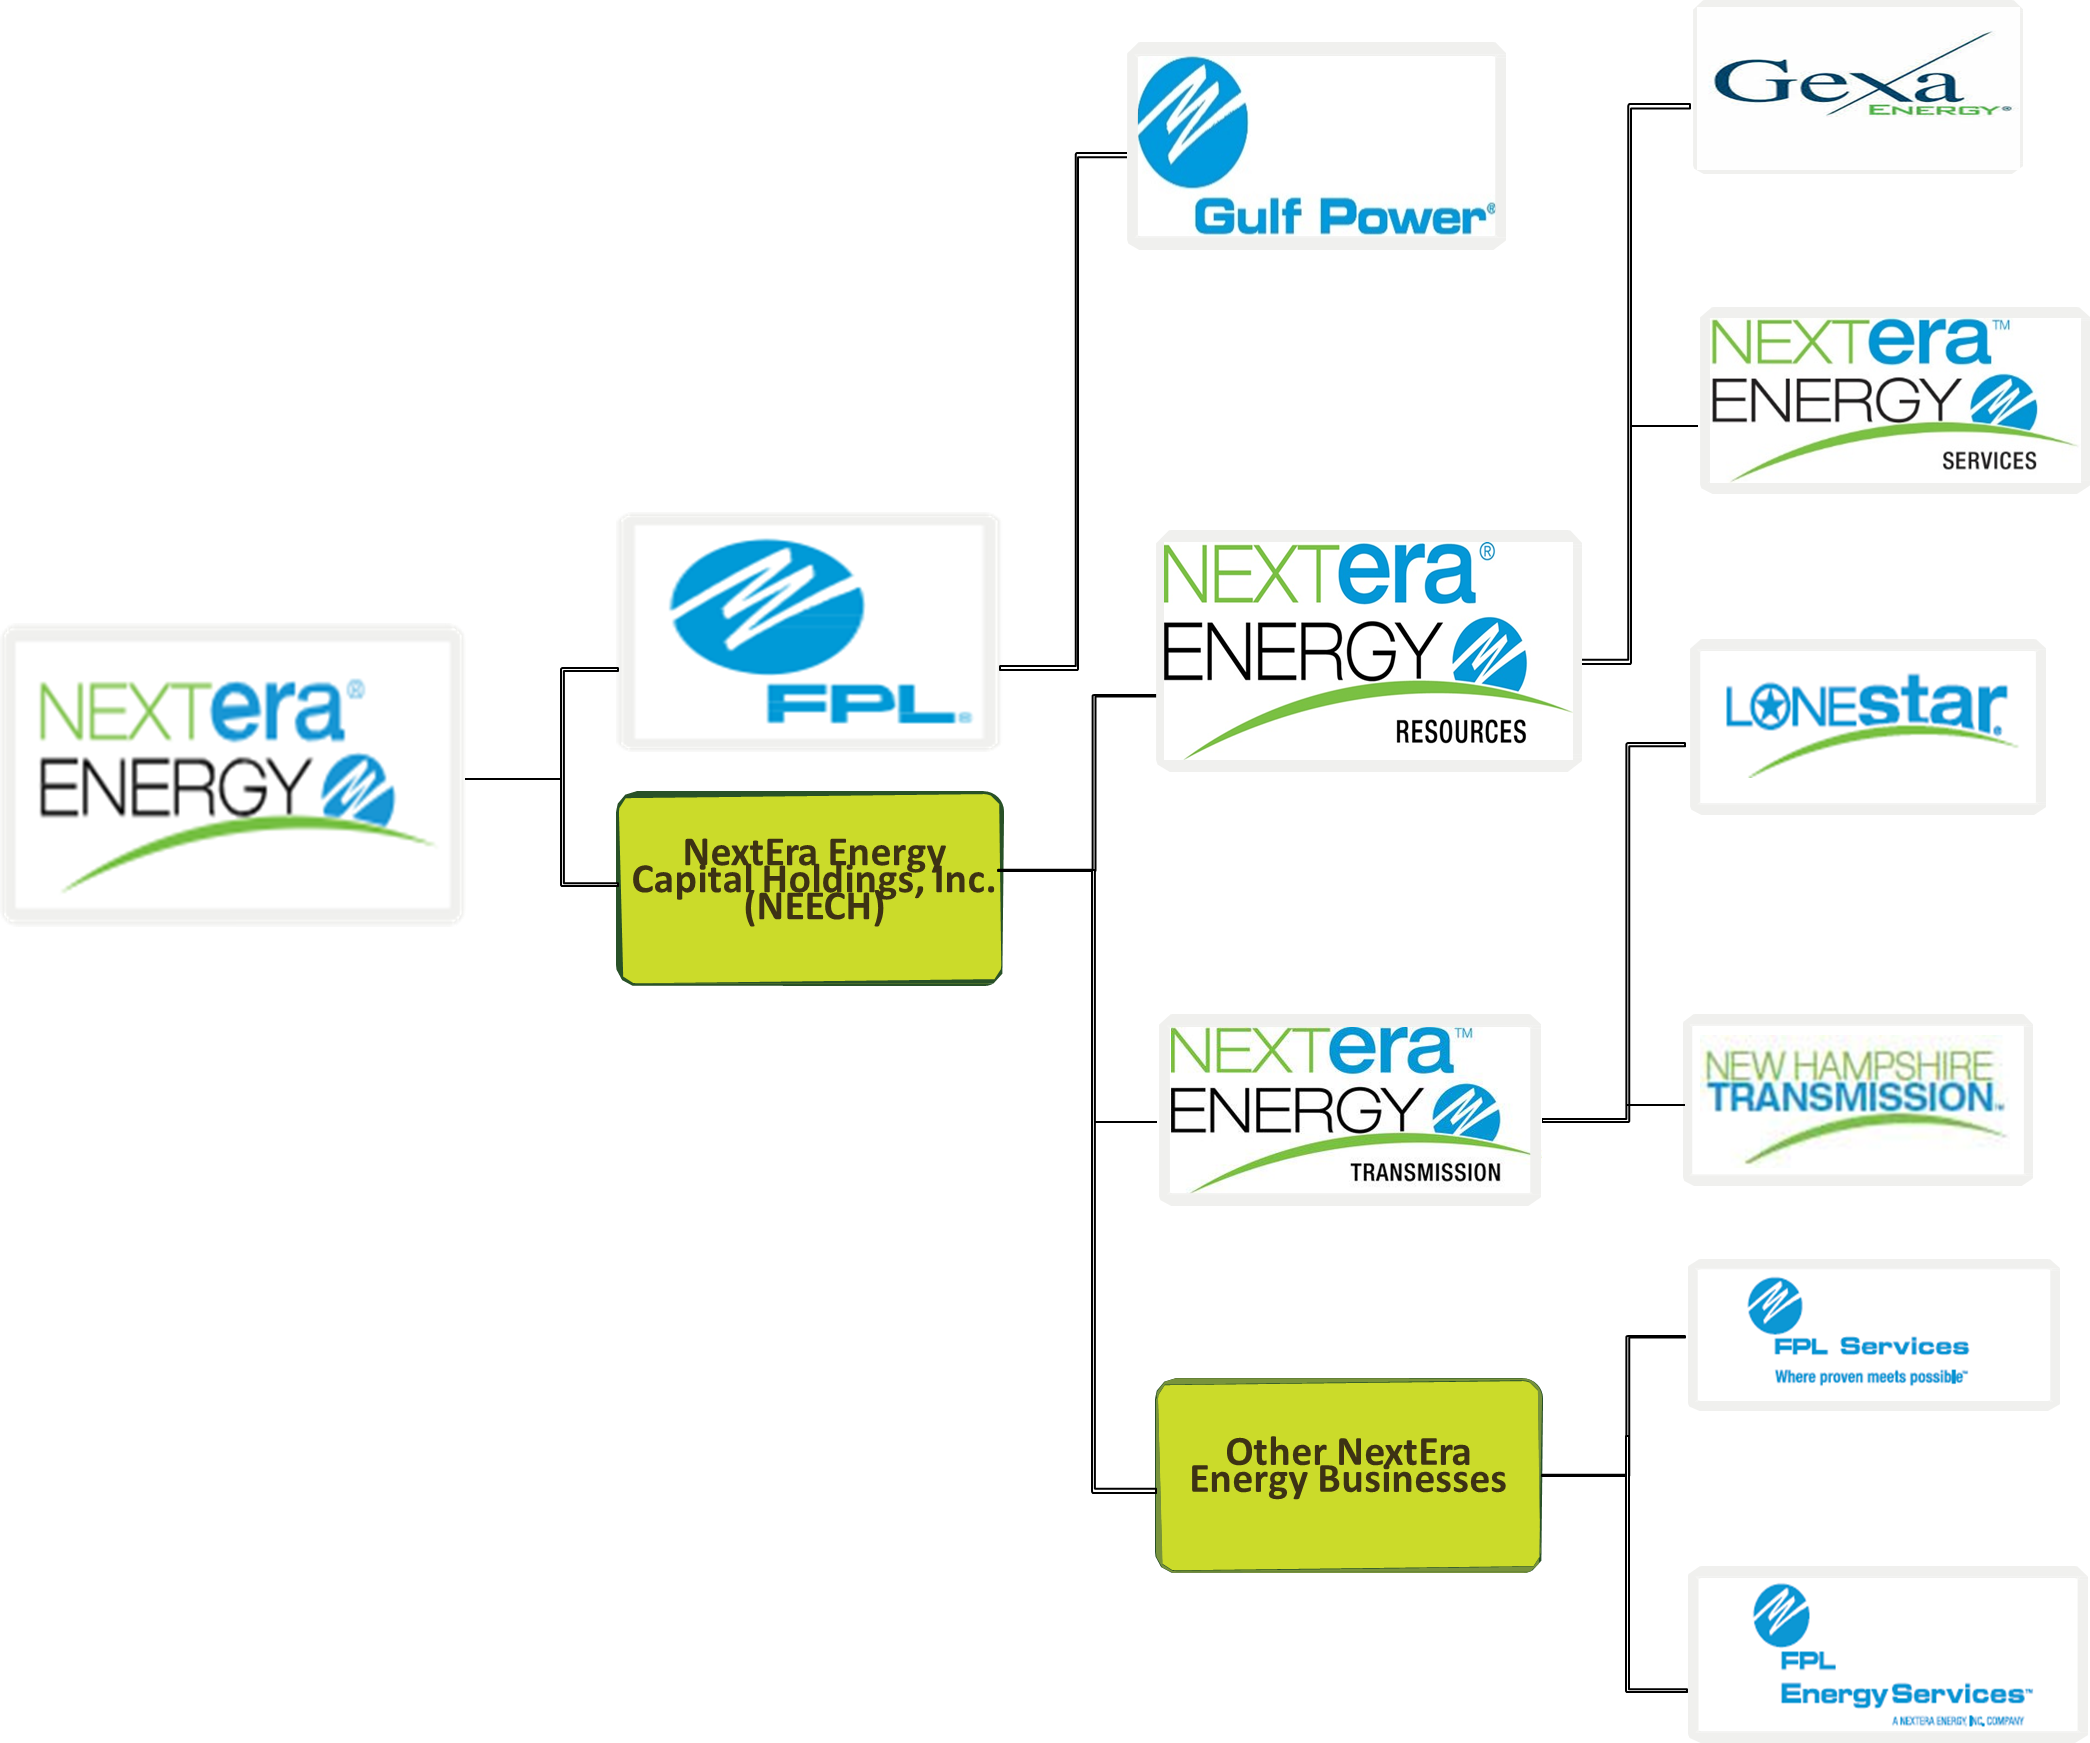 NEXTera®
ENERGY
FPL®
NextEra Energy
Capital Holdings, Inc.
(NEECH)
Gulf Power®
NEXTera®
ENERGY
RESOURCES
NEXTera™
ENERGY
TRANSMISSION
Other NextEra
Energy Businesses
Gexa
ENERGY®
NEXTera™
ENERGY
SERVICES
LONEstar®
NEW HAMPSHIRE
TRANSMISSION™
FPL Services
Where proven meets possible™
FPL
EnergyServices™
A NEXTERA ENERGY, INC, COMPANY